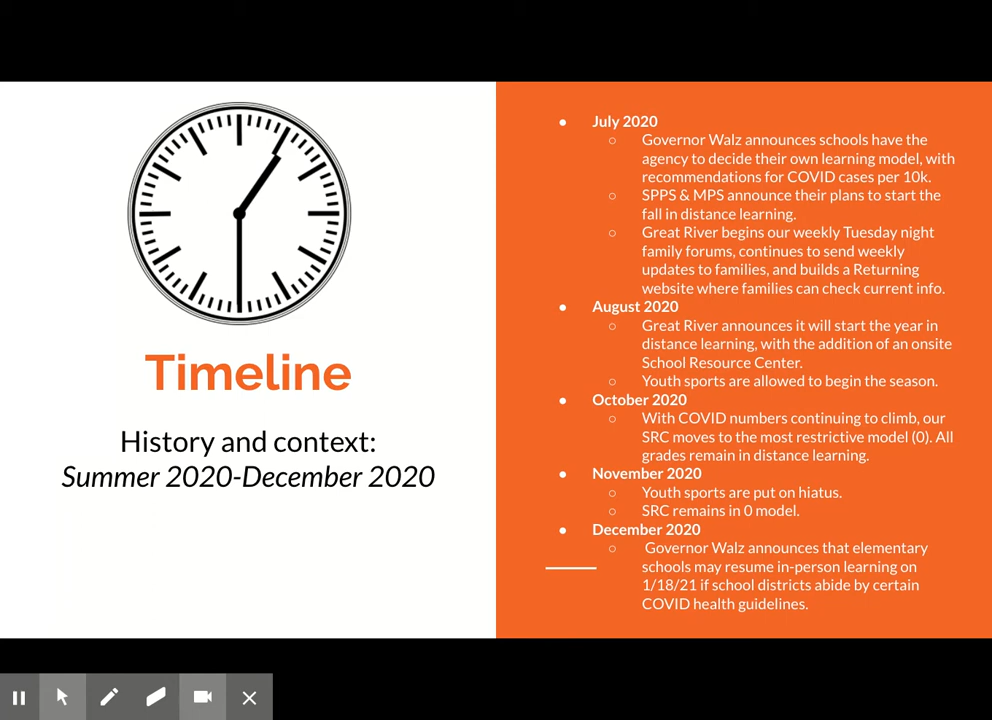 Timeline
History and context:
Summer 2020-December 2020
● July 2020
○ Governor Walz announces schools have the
agency to decide their own learning model, with
recommendations for COVID cases per 10k.
○ SPPS & MPS announce their plans to start the
fall in distance learning.
○ Great River begins our weekly Tuesday night
family forums, continues to send weekly
updates to families, and builds a Returning
website where families can check current info.
● August 2020
○ Great River announces it will start the year in
distance learning, with the addition of an onsite
School Resource Center.
○ Youth sports are allowed to begin the season.
● October 2020
○ With COVID numbers continuing to climb, our
SRC moves to the most restrictive model (0). All
grades remain in distance learning.
● November 2020
○ Youth sports are put on hiatus.
○ SRC remains in 0 model.
● December 2020
○ Governor Walz announces that elementary
schools may resume in-person learning on
1/18/21 if school districts abide by certain
COVID health guidelines.